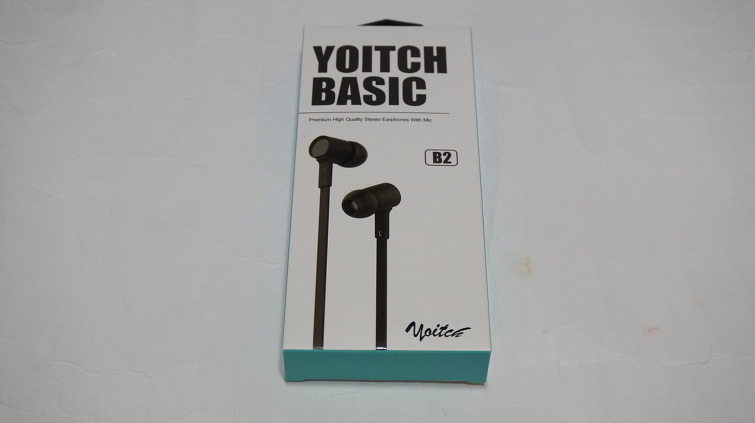 YOITCH
BASIC
Premium High Quality Stereo Earphones With Mic
B2
L
Yoitch